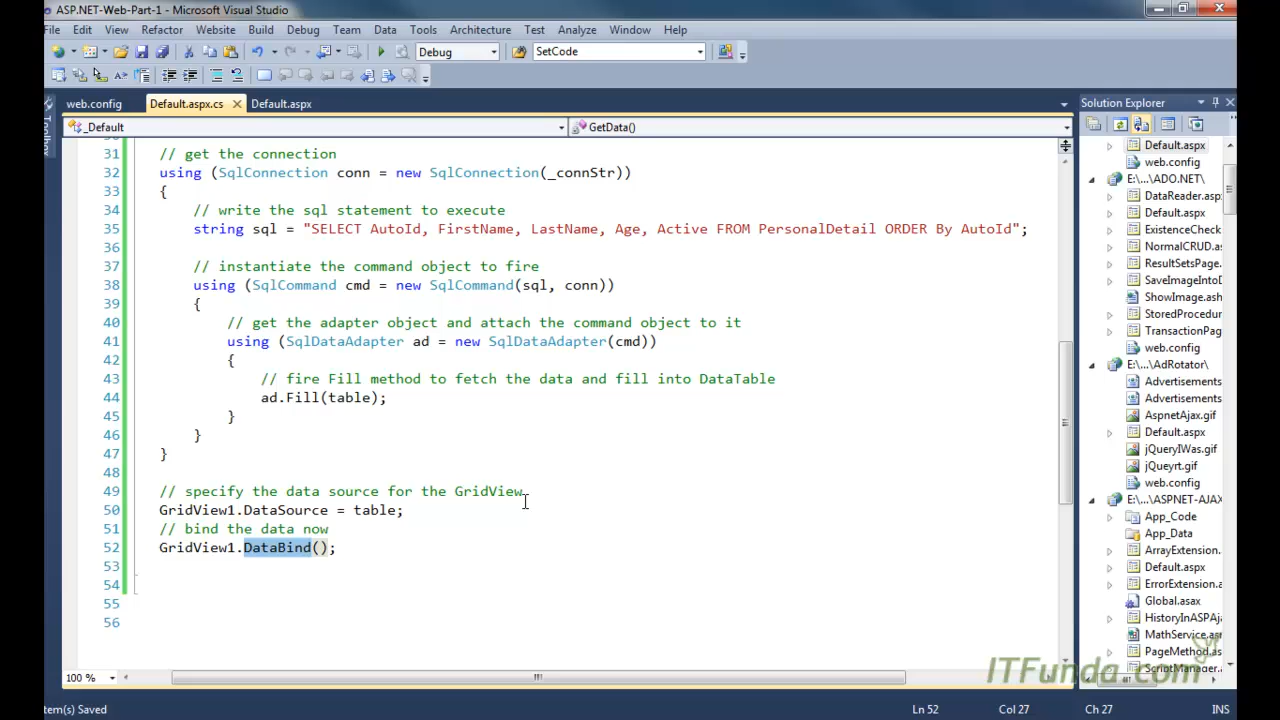 ASP.NET-Web-Part-1 - Microsoft Visual Studio
File Edit View Refactor Website Build Debug Team Data Tools Architecture Test Analyze Window Help
Debug SetCode
web.config Default.aspx.cs Default.aspx
_Default GetData()
31 // get the connection
32 using (SqlConnection conn = new SqlConnection(_connStr))
33 {
34 // write the sql statement to execute
35 string sql = "SELECT AutoId, FirstName, LastName, Age, Active FROM PersonalDetail ORDER By AutoId";
36
37 // instantiate the command object to fire
38 using (SqlCommand cmd = new SqlCommand(sql, conn))
39 {
40 // get the adapter object and attach the command object to it
41 using (SqlDataAdapter ad = new SqlDataAdapter(cmd))
42 {
43 // fire Fill method to fetch the data and fill into DataTable
44 ad.Fill(table);
45 }
46 }
47 }
48
49 // specify the data source for the GridView
50 GridView1.DataSource = table;
51 // bind the data now
52 GridView1.DataBind();
53
54
55
56
100 %
Toolbox
Solution Explorer
Default.aspx
web.config
E:\...\ADO.NET\
DataReader.asp
Default.aspx
ExistenceCheck
NormalCRUD.as
ResultSetsPage.
SaveImageIntoD
ShowImage.ash
StoredProcedur
TransactionPag
web.config
E:\...\AdRotator/
Advertisements
Advertisements
AspnetAjax.gif
Default.aspx
jQueryIWas.gif
jQueyrt.gif
web.config
E:\...\ASPNET-AJAX
App_Code
App_Data
ArrayExtension.
Default.aspx
ErrorExtension.
Global.asax
HistoryInASPAj
MathService.as
PageMethod.as
ScriptManager.
ITFunda.com
tem(s) Saved Ln 52 Col 27 Ch 27 INS